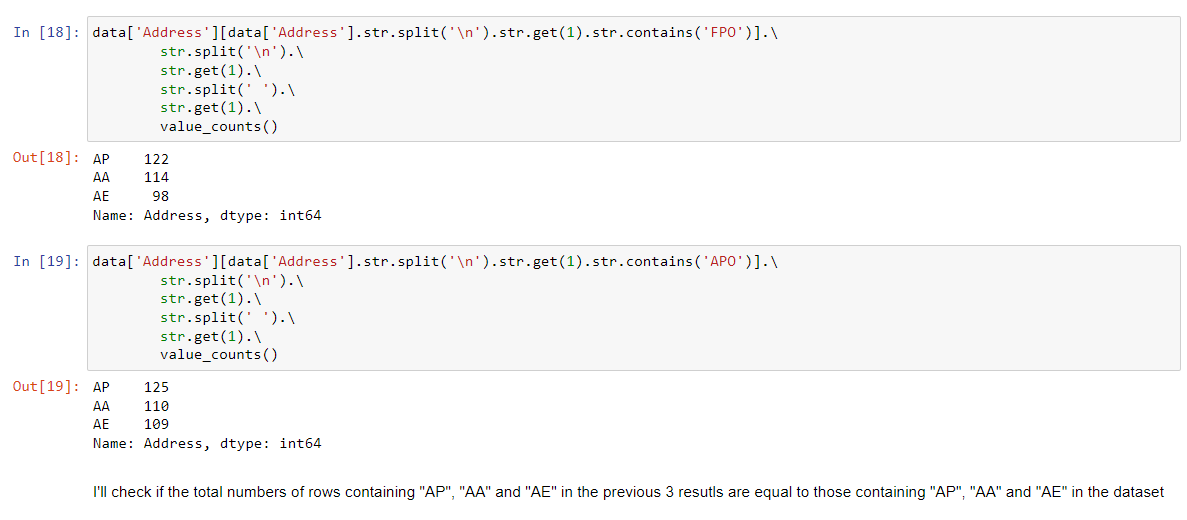 In [18]: data['Address'][data['Address'].str.split('\n').str.get(1).str.contains('FPO')].\
str.split('\n').\
str.get(1).\
str.split(' ').\
str.get(1).\
value_counts()
Out[18]: AP 122
AA 114
AE 98
Name: Address, dtype: int64
In [19]: data['Address'][data['Address'].str.split('\n').str.get(1).str.contains('APO')].\
str.split('\n').\
str.get(1).\
str.split(' ').\
str.get(1).\
value_counts()
Out[19]: AP 125
AA 110
AE 109
Name: Address, dtype: int64
I'll check if the total numbers of rows containing "AP", "AA" and "AE" in the previous 3 resutls are equal to those containing "AP", "AA" and "AE" in the dataset